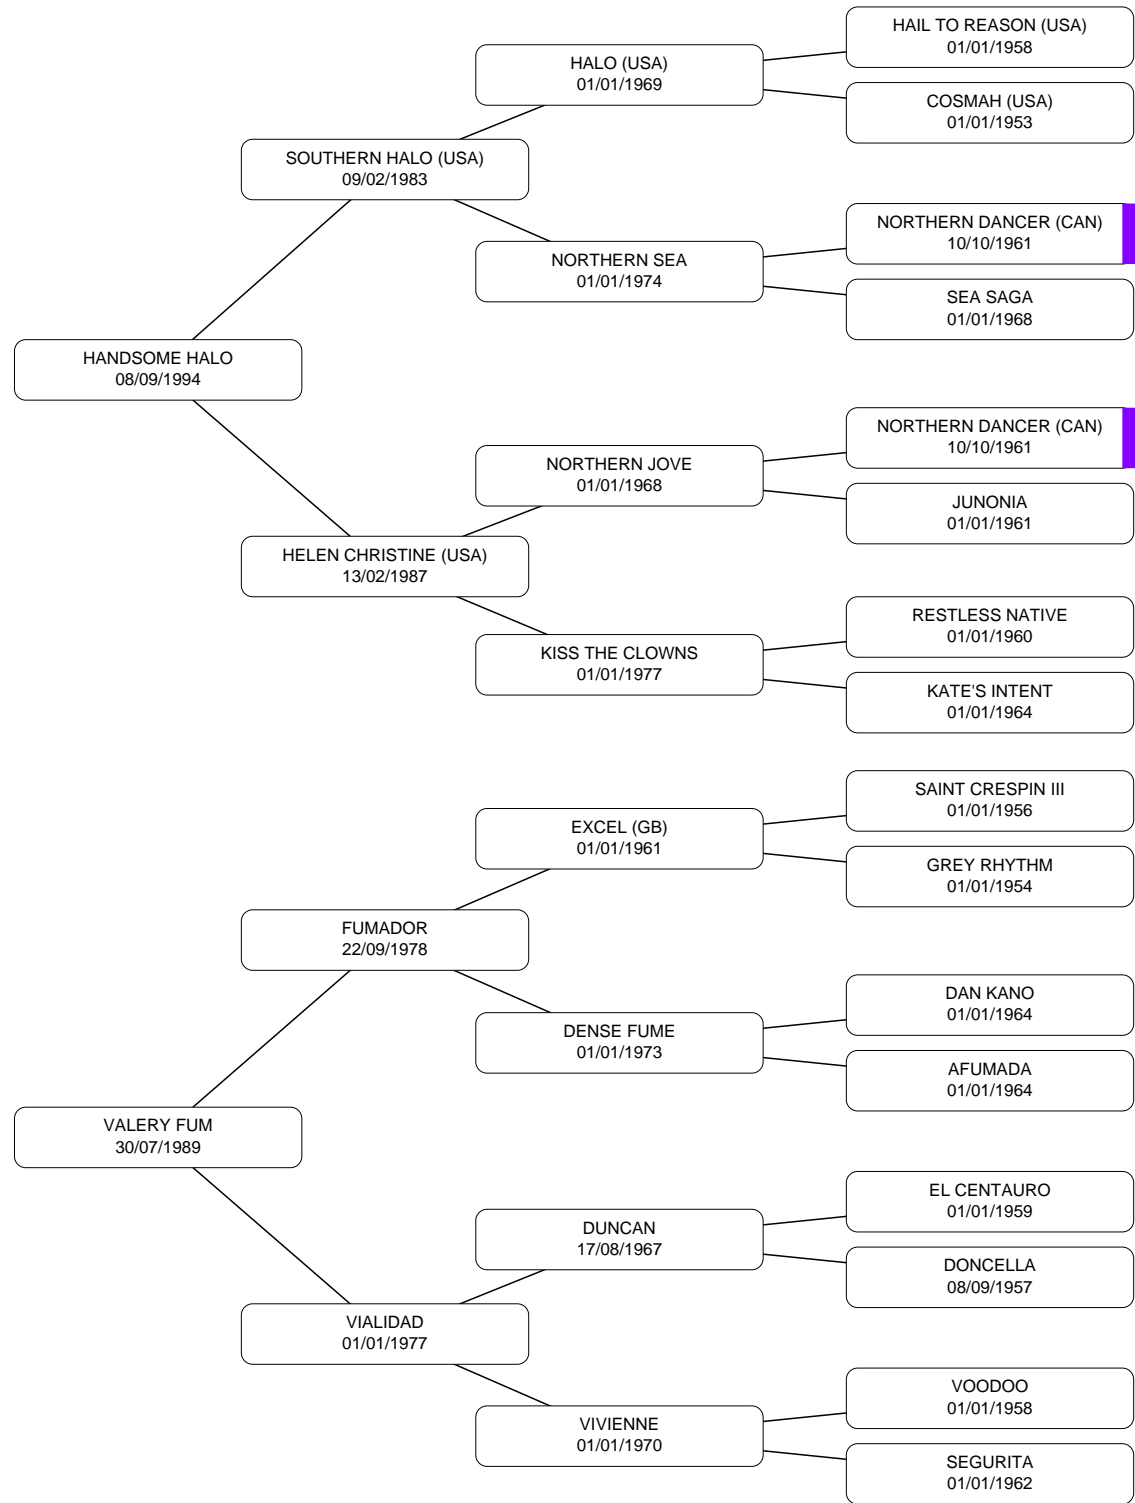 HAIL TO REASON (USA)
01/01/1958
HALO (USA)
01/01/1969
COSMAH (USA)
01/01/1953
SOUTHERN HALO (USA)
09/02/1983
NORTHERN DANCER (CAN)
10/10/1961
NORTHERN SEA
01/01/1974
SEA SAGA
01/01/1968
HANDSOME HALO
08/09/1994
NORTHERN DANCER (CAN)
10/10/1961
NORTHERN JOVE
01/01/1968
JUNONIA
01/01/1961
HELEN CHRISTINE (USA)
13/02/1987
RESTLESS NATIVE
01/01/1960
KISS THE CLOWNS
01/01/1977
KATE'S INTENT
01/01/1964
SAINT CRESPIN III
01/01/1956
EXCEL (GB)
01/01/1961
GREY RHYTHM
01/01/1954
FUMADOR
22/09/1978
DAN KANO
01/01/1964
DENSE FUME
01/01/1973
AFUMADA
01/01/1964
VALERY FUM
30/07/1989
EL CENTAURO
01/01/1959
DUNCAN
17/08/1967
DONCELLA
08/09/1957
VIALIDAD
01/01/1977
VOODOO
01/01/1958
VIVIENNE
01/01/1970
SEGURITA
01/01/1962